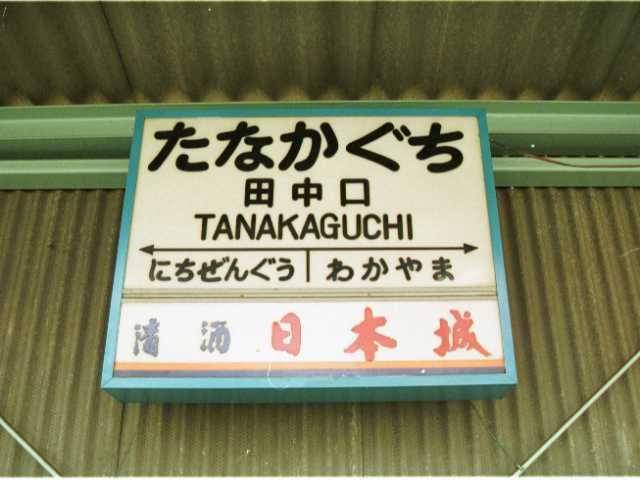 たなかぐち
田中口
TANAKAGUCHI
にちぜんぐう わかやま
清酒 日本城